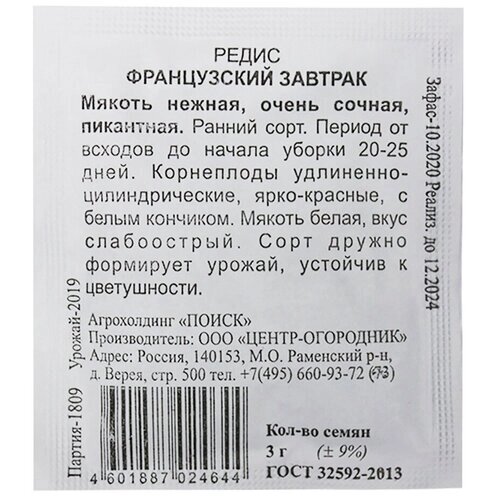 РЕДИС
ФРАНЦУЗСКИЙ ЗАВТРАК
Мякоть нежная, очень сочная,
пикантная. Ранний сорт. Период от
всходов до начала уборки 20-25
дней. Корнеплоды удлиненно-
цилиндрические, ярко-красные, с
белым кончиком. Мякоть белая, вкус
слабоострый. Сорт дружно
формирует урожай, устойчив к
цветушности.
Агрохолдинг “ПОИСК”
Производитель: ООО «ЦЕНТР-ОГОРОДНИК»
Адрес: Россия, 140153, М.О. Раменский р-н,
д. Верея, стр. 500 тел. +7(495) 660-93-72 (73)
Кол-во семян
3 г (± 9%)
ГОСТ 32592-2013
4 601887 024644
Партия-1809 Урожай-2019
Зафас-10.2020 Реализ. до 12.2024